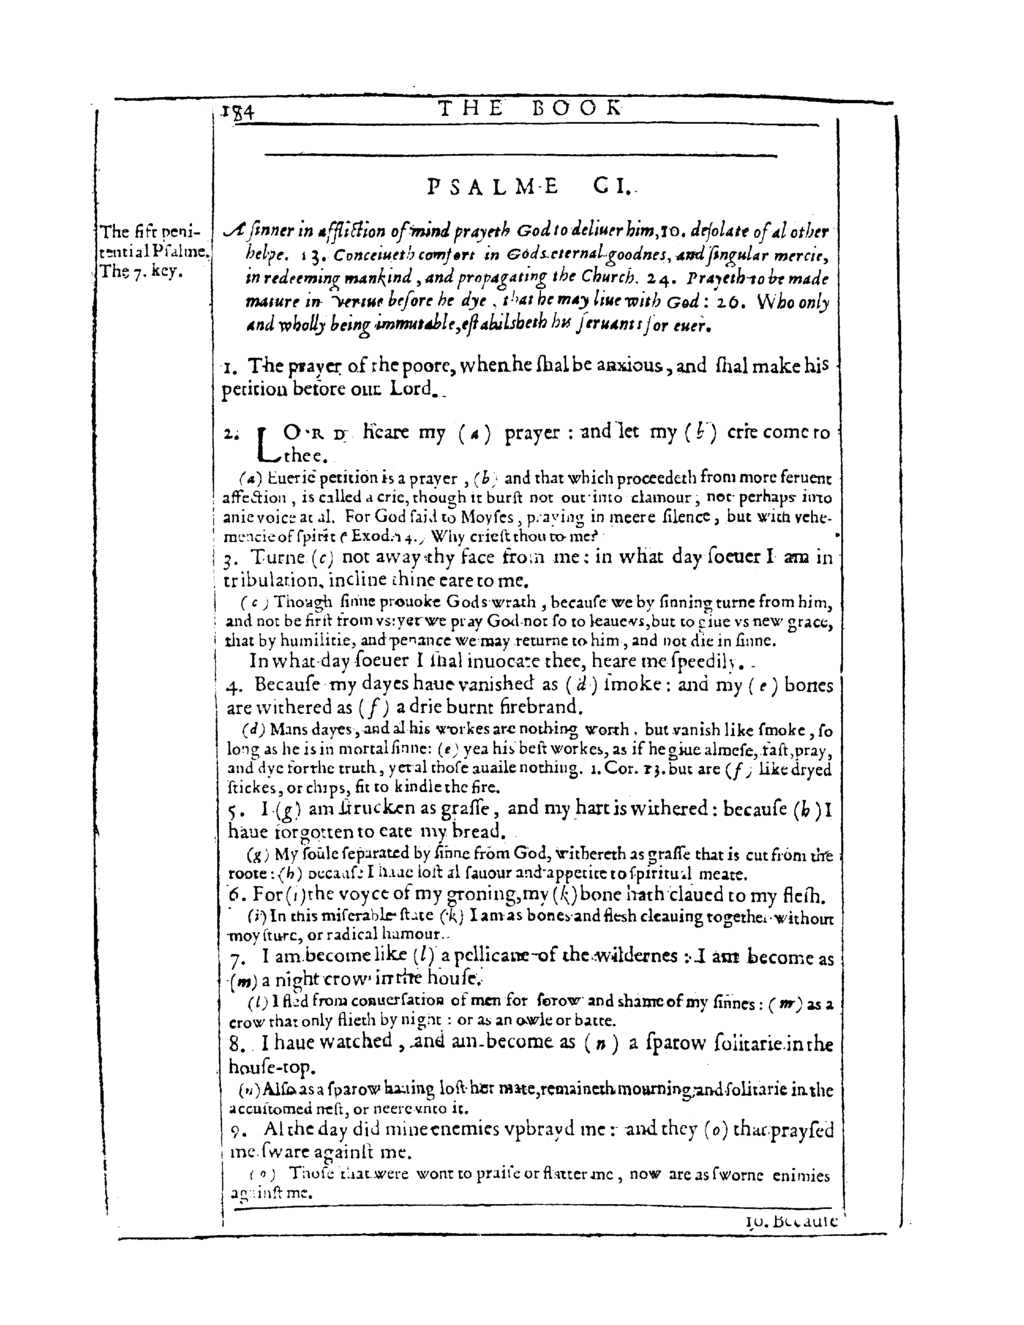 184 THE BOOK
PSALME CI.
The fift peni-
tential Psalme.
The 7. key.
A ſinner in affliction of mind prayeth God to deliuer him, 10. deſolate of al other
helpe. 13. Conceiueth comfort in Gods eternal goodnes, and ſingular mercie,
in redeeming mankind, and propagating the Church. 24. Prayeth to be made
mature in vertue before he dye, that he may liue with God: 26. Who only
and wholly being immutable, eſtabliſheth his ſeruants for euer.
1. The prayer of the poore, when he ſhal be anxious, and ſhal make his
petition before our Lord.
2. LORD heare my (a) prayer : and let my (b) crie come to
thee.
(a) Euerie petition is a prayer, (b) and that which proceedeth from more feruent
affection, is called a crie, though it burſt not out into clamour, not perhaps into
anie voice at al. For God ſaid to Moyſes, praying in meere ſilence, but with vehe-
mencie of ſpirit (Exod. 14.) Why crieſt thou to me?
3. Turne (c) not away thy face from me : in what day ſoeuer I am in
tribulation, incline thine eare to me.
(c) Though ſinne prouoke Gods wrath, becauſe we by ſinning turne from him,
and not be firſt from vs: yet we pray God not ſo to leaue vs, but to giue vs new grace,
that by humilitie, and penance we may returne to him, and not die in ſinne.
In what day ſoeuer I ſhal inuocate thee, heare me ſpeedily.
4. Becauſe my dayes haue vanished as (d) ſmoke : and my (e) bones
are withered as (f) a drie burnt firebrand.
(d) Mans dayes, and al his workes are nothing worth, but vanish like ſmoke, ſo
long as he is in mortal ſinne: (e) yea his beſt workes, as if he giue almeſe, faſt, pray,
and dye for the truth, yet al thoſe auaile nothing. 1. Cor. 13. but are (f) like dryed
ſtickes, or chips, fit to kindle the fire.
5. I (g) am ſtrucken as graſſe, and my hart is withered : becauſe (h) I
haue forgotten to eate my bread.
(g) My ſoule ſeparated by ſinne from God, withereth as graſſe that is cut from the
roote : (h) becauſe I haue loſt al ſauour and appetite to ſpiritual meate.
6. For (i) the voyce of my groning, my (k) bone hath claued to my fleſh.
(i) In this miſerable ſtate (k) I am as bones and flesh cleauing together without
moyſture, or radical humour.
7. I am become like (l) a pellicane of the wildernes : I am become as
(m) a night crow in the houſe.
(l) I fled from conuerſation of men for ſorow and shame of my ſinnes : (m) as a
crow that only flieth by night : or as an owle or batte.
8. I haue watched, and am become as (n) a ſparow ſolitarie in the
houſe-top.
(n) Alſo as a ſparow hauing loſt her mate, remaineth mourning, and ſolitarie in the
accuſtomed neſt, or neere vnto it.
9. Al the day did mine enemies vpbrayd me : and they (o) that prayſed
me ſware againſt me.
(o) Thoſe that were wont to praiſe or flatter me, now are as ſworne enimies
againſt me.
10. Becauſe